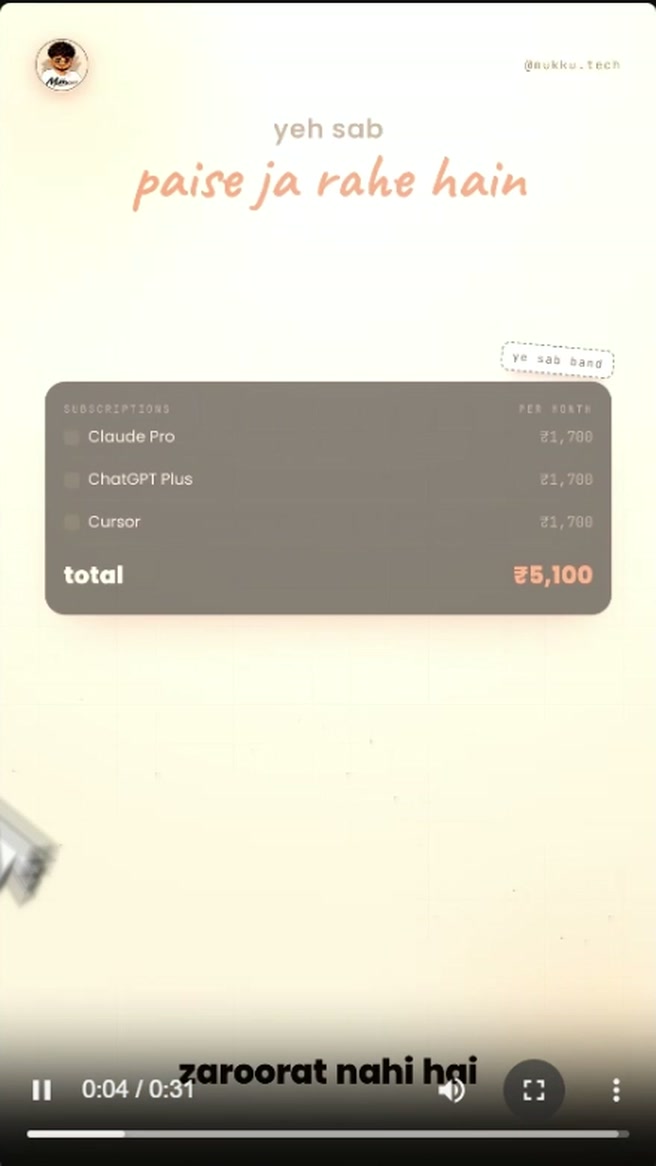 @mukku.tech
yeh sab
paise ja rahe hain
ye sab band
SUBSCRIPTIONS PER MONTH
Claude Pro ₹1,700
ChatGPT Plus ₹1,700
Cursor ₹1,700
total ₹5,100
zaroorat nahi hai
0:04 / 0:31